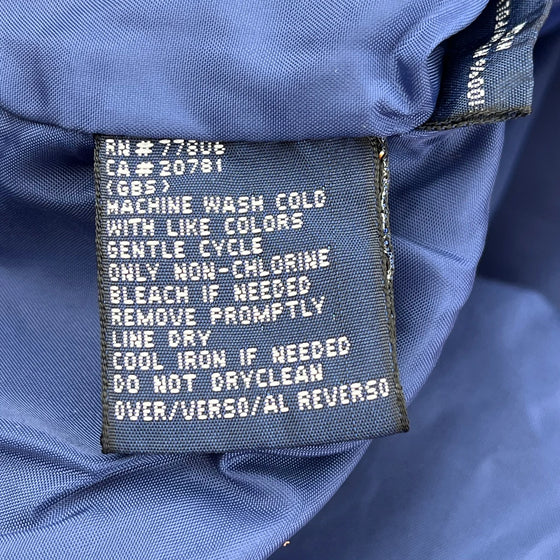 100%
RN # 77806
CA # 20781
(GBS)
MACHINE WASH COLD
WITH LIKE COLORS
GENTLE CYCLE
ONLY NON-CHLORINE
BLEACH IF NEEDED
REMOVE PROMPTLY
LINE DRY
COOL IRON IF NEEDED
DO NOT DRYCLEAN
OVER/VERSO/AL REVERSO